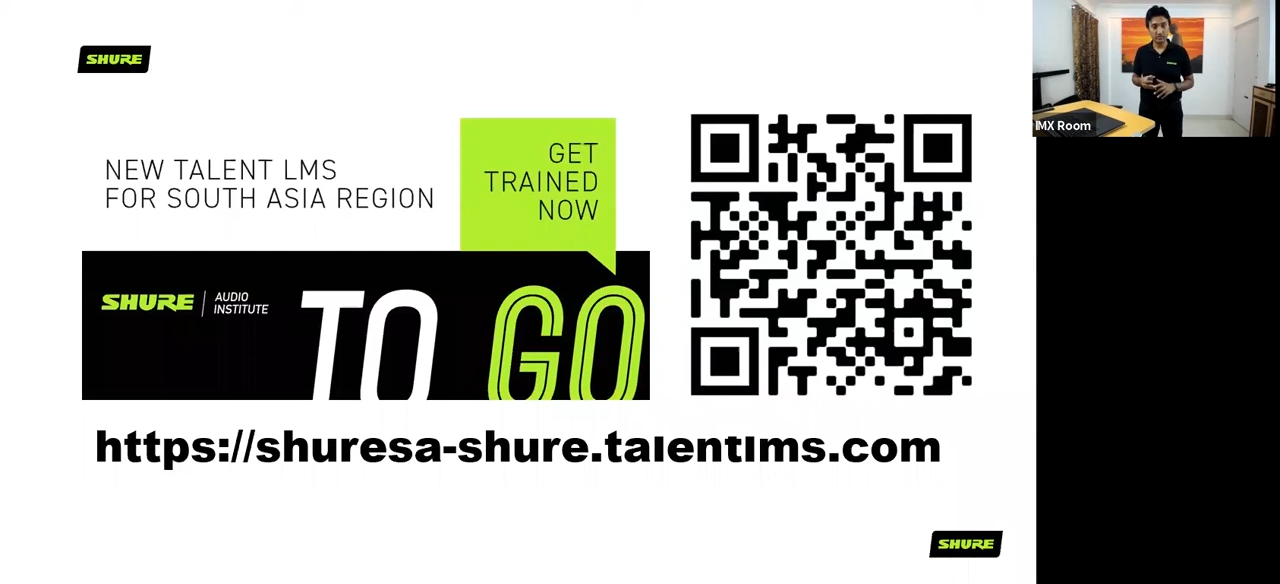 SHURE
NEW TALENT LMS
FOR SOUTH ASIA REGION
GET
TRAINED
NOW
SHURE
AUDIO
INSTITUTE
TO GO
https://shuresa-shure.talentlms.com
SHURE
IMX Room